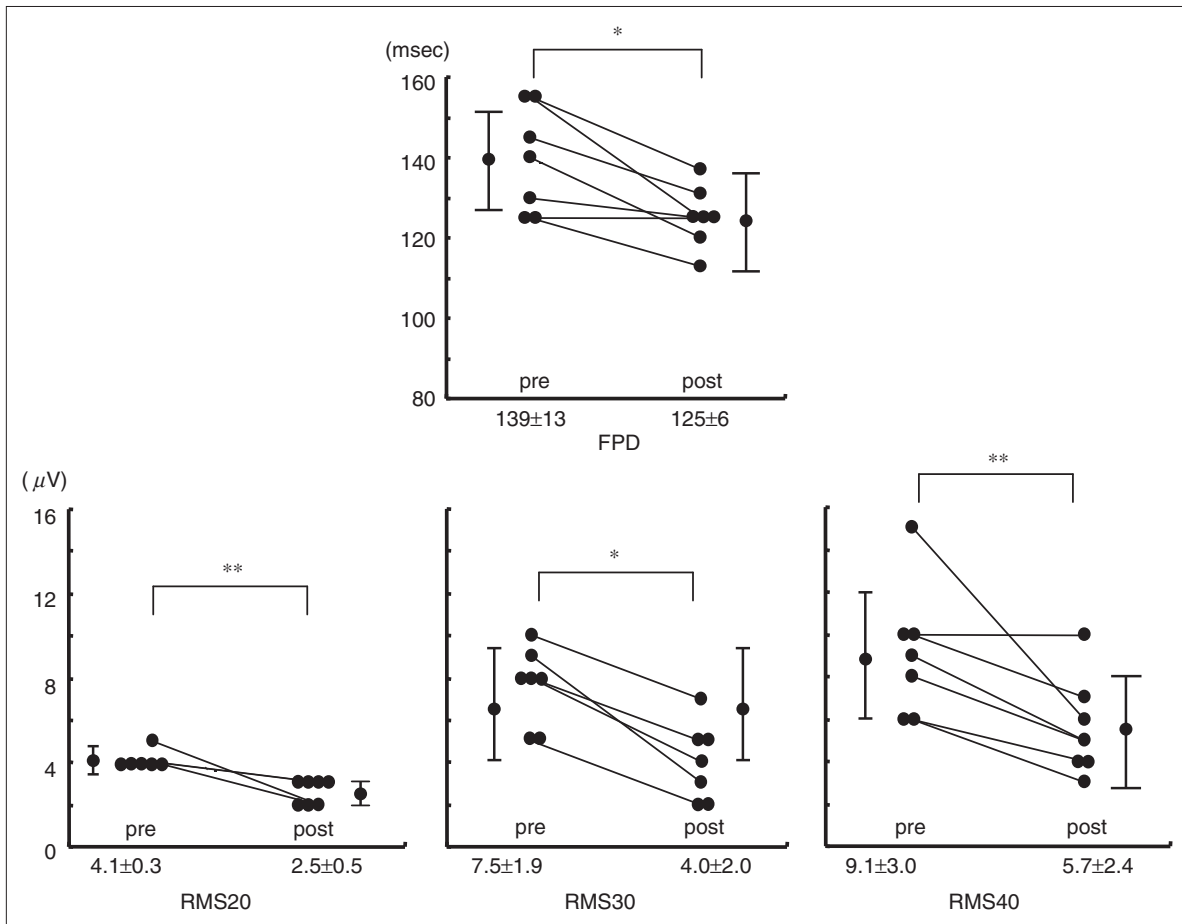 (msec)
*
160
140
120
100
80
pre post
139±13 125±6
FPD
(μV)
16
12
8
4
0
**
pre post
4.1±0.3 2.5±0.5
RMS20
*
pre post
7.5±1.9 4.0±2.0
RMS30
**
pre post
9.1±3.0 5.7±2.4
RMS40